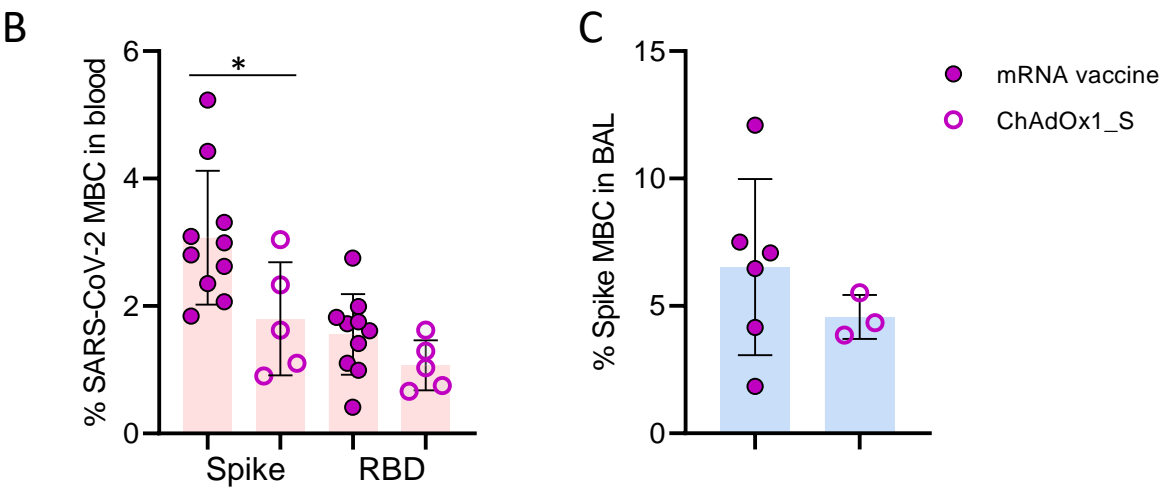 B
% SARS-CoV-2 MBC in blood
6
4
2
0
*
Spike
RBD
C
% Spike MBC in BAL
15
10
5
0
mRNA vaccine
ChAdOx1_S